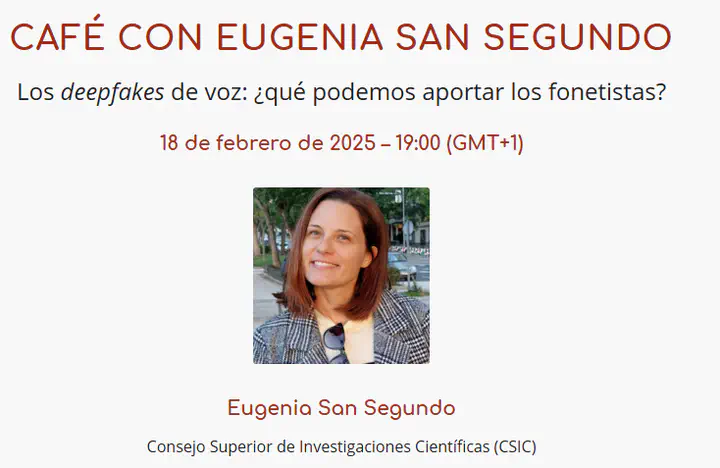 CAFÉ CON EUGENIA SAN SEGUNDO
Los deepfakes de voz: ¿qué podemos aportar los fonetistas?
18 de febrero de 2025 – 19:00 (GMT+1)
Eugenia San Segundo
Consejo Superior de Investigaciones Científicas (CSIC)